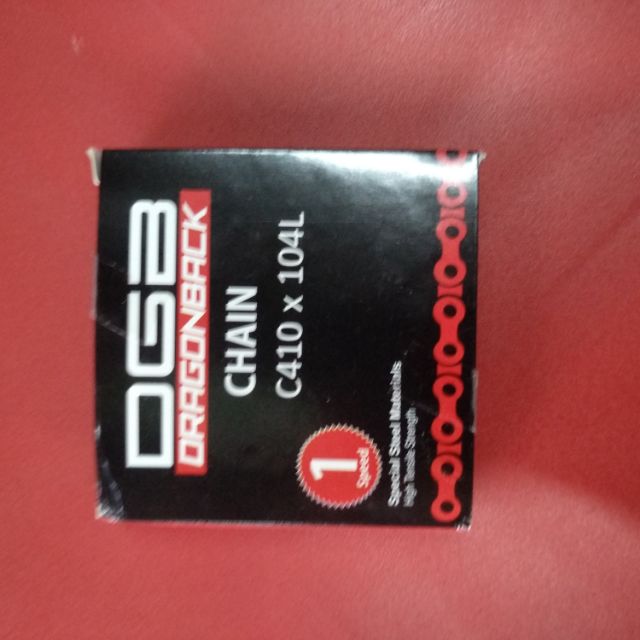 DGB
DRAGONBACK
CHAIN
C410 x 104L
1
Speed
Special Steel Materials
High Tensile Strength